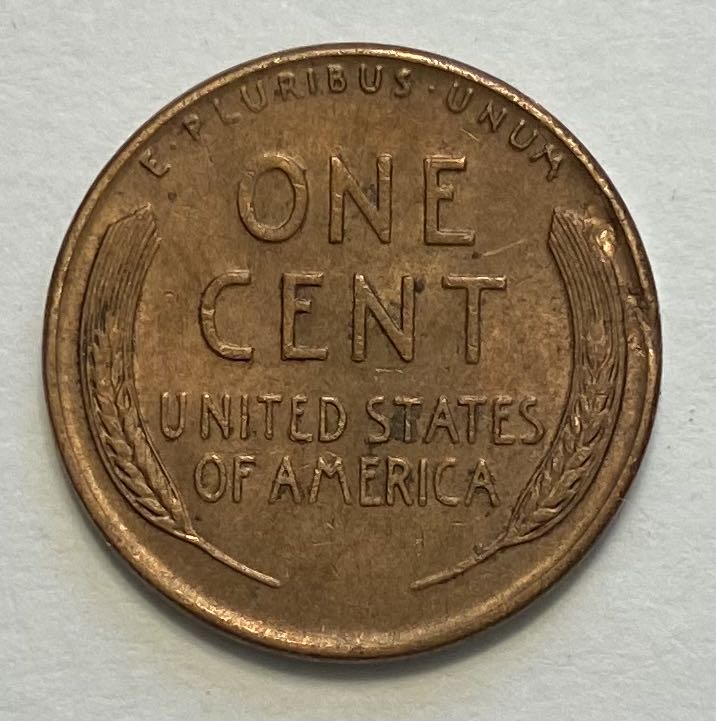 E·PLURIBUS·UNUM
ONE
CENT
UNITED STATES
OF AMERICA